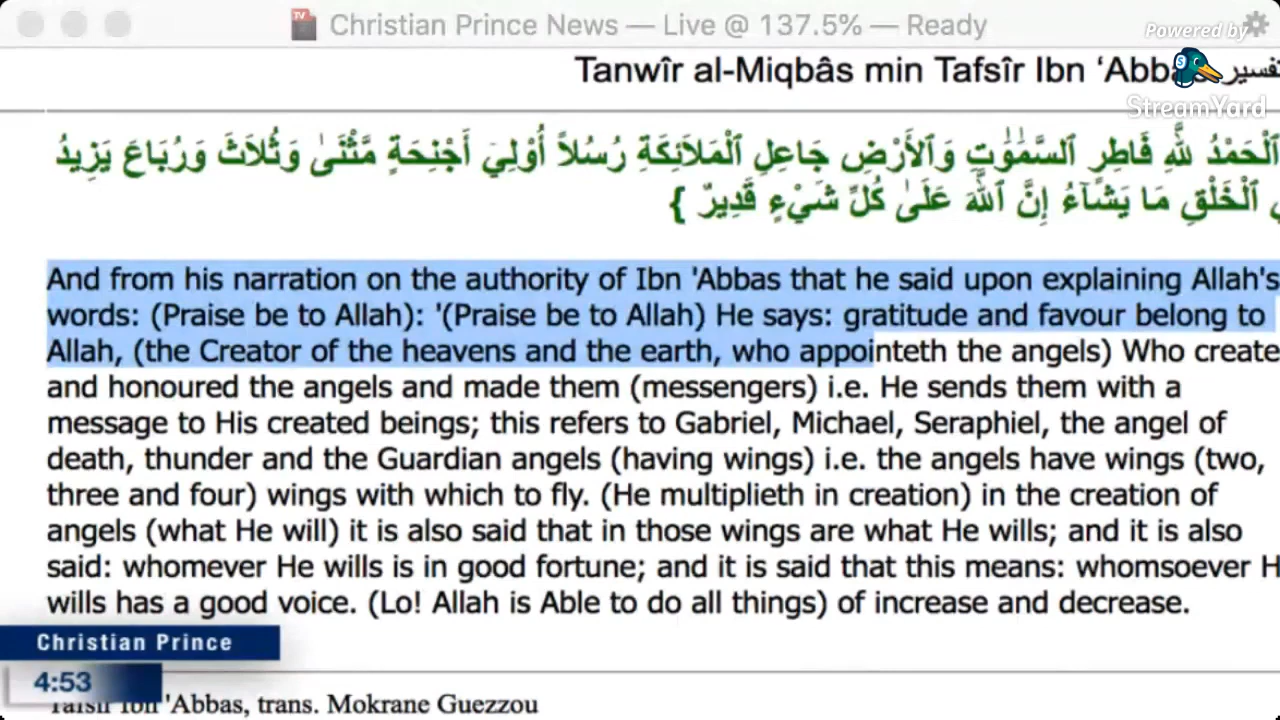 Christian Prince News — Live @ 137.5% — Ready
Powered by
StreamYard
Tanwîr al-Miqbâs min Tafsîr Ibn ‘Abb تفسير
ٱلْحَمْدُ للَّهِ فَاطِرِ ٱلسَّمَٰوَٰتِ وَٱلأَرْضِ جَاعِلِ ٱلْمَلاَئِكَةِ رُسُلاً أُوْلِيۤ أَجْنِحَةٍ مَّثْنَىٰ وَثُلاَثَ وَرُبَاعَ يَزِيدُ
ٱلْخَلْقِ مَا يَشَآءُ إِنَّ ٱللَّهَ عَلَىٰ كُلِّ شَيْءٍ قَدِيرٌ }
And from his narration on the authority of Ibn 'Abbas that he said upon explaining Allah's
words: (Praise be to Allah): '(Praise be to Allah) He says: gratitude and favour belong to
Allah, (the Creator of the heavens and the earth, who appointeth the angels) Who create
and honoured the angels and made them (messengers) i.e. He sends them with a
message to His created beings; this refers to Gabriel, Michael, Seraphiel, the angel of
death, thunder and the Guardian angels (having wings) i.e. the angels have wings (two,
three and four) wings with which to fly. (He multiplieth in creation) in the creation of
angels (what He will) it is also said that in those wings are what He wills; and it is also
said: whomever He wills is in good fortune; and it is said that this means: whomsoever H
wills has a good voice. (Lo! Allah is Able to do all things) of increase and decrease.
Christian Prince
4:53
Tafsir Ibn 'Abbas, trans. Mokrane Guezzou